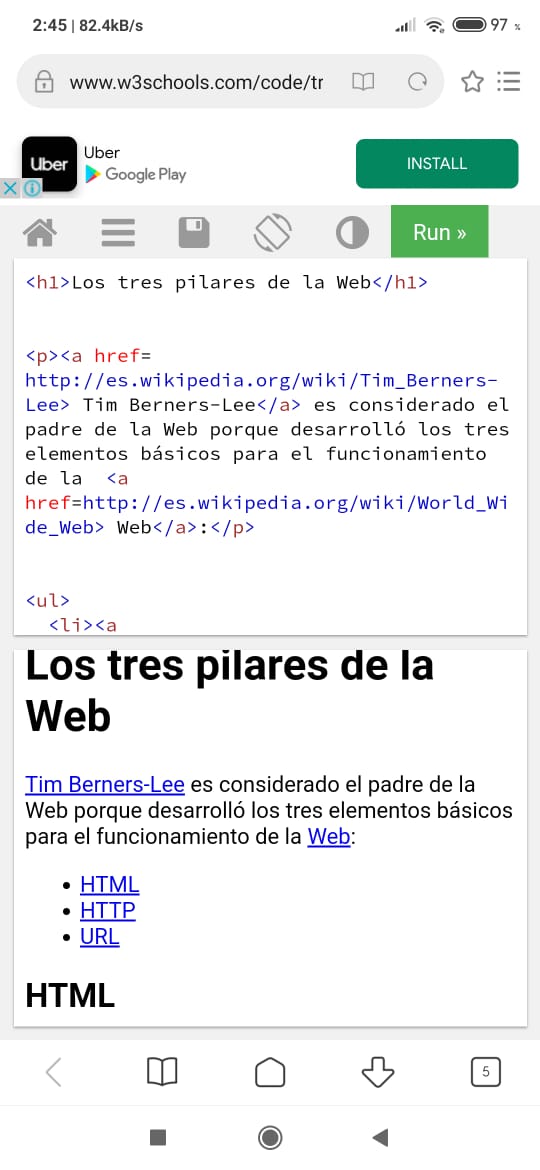 2:45 | 82.4kB/s
97 %
www.w3schools.com/code/tr
Uber
Uber
Google Play
INSTALL
Run »
<h1>Los tres pilares de la Web</h1>
<p><a href=
http://es.wikipedia.org/wiki/Tim_Berners-
Lee> Tim Berners-Lee</a> es considerado el
padre de la Web porque desarrolló los tres
elementos básicos para el funcionamiento
de la  <a
href=http://es.wikipedia.org/wiki/World_Wi
de_Web> Web</a>:</p>
<ul>
<li><a
Los tres pilares de la
Web
Tim Berners-Lee es considerado el padre de la
Web porque desarrolló los tres elementos básicos
para el funcionamiento de la Web:
• HTML
• HTTP
• URL
HTML
5